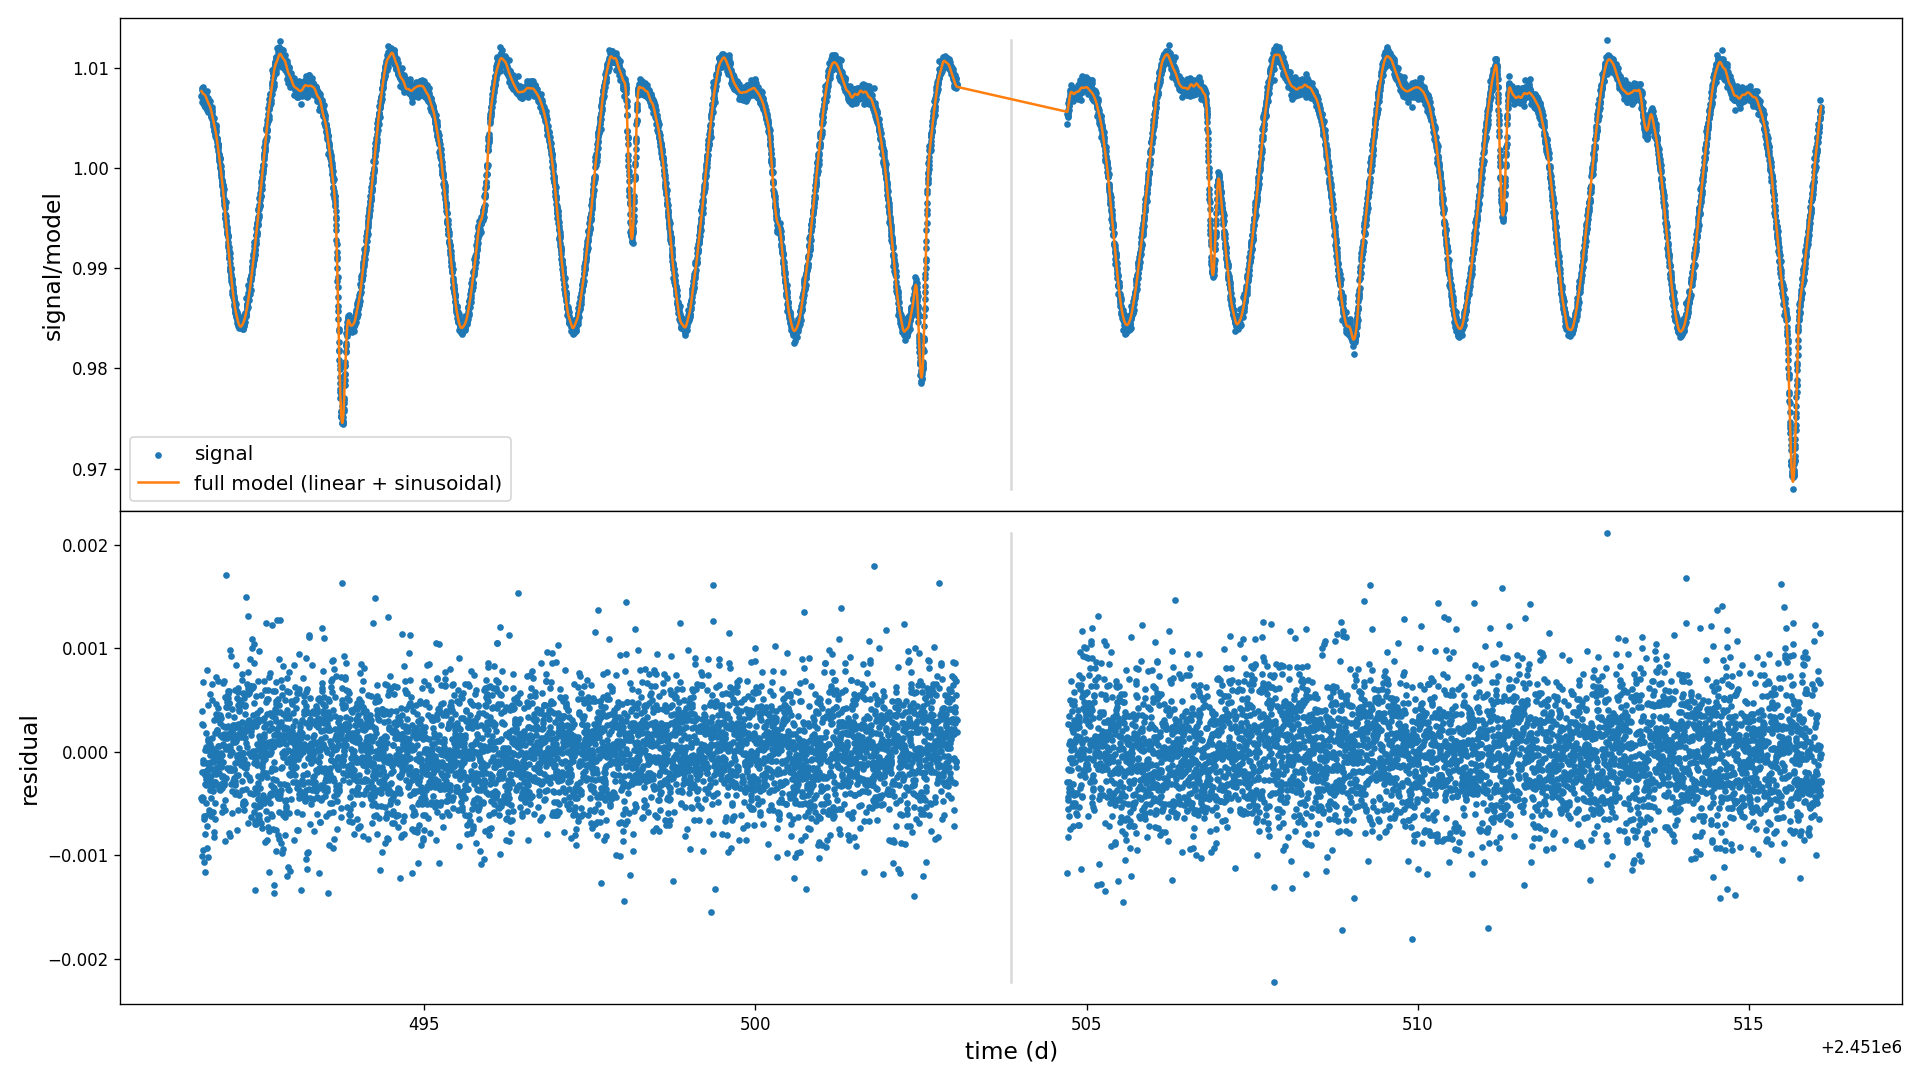 1.01
1.00
0.99
0.98
0.97
signal/model
signal
full model (linear + sinusoidal)
0.002
0.001
0.000
−0.001
−0.002
residual
495
500
505
510
515
time (d)
+2.451e6